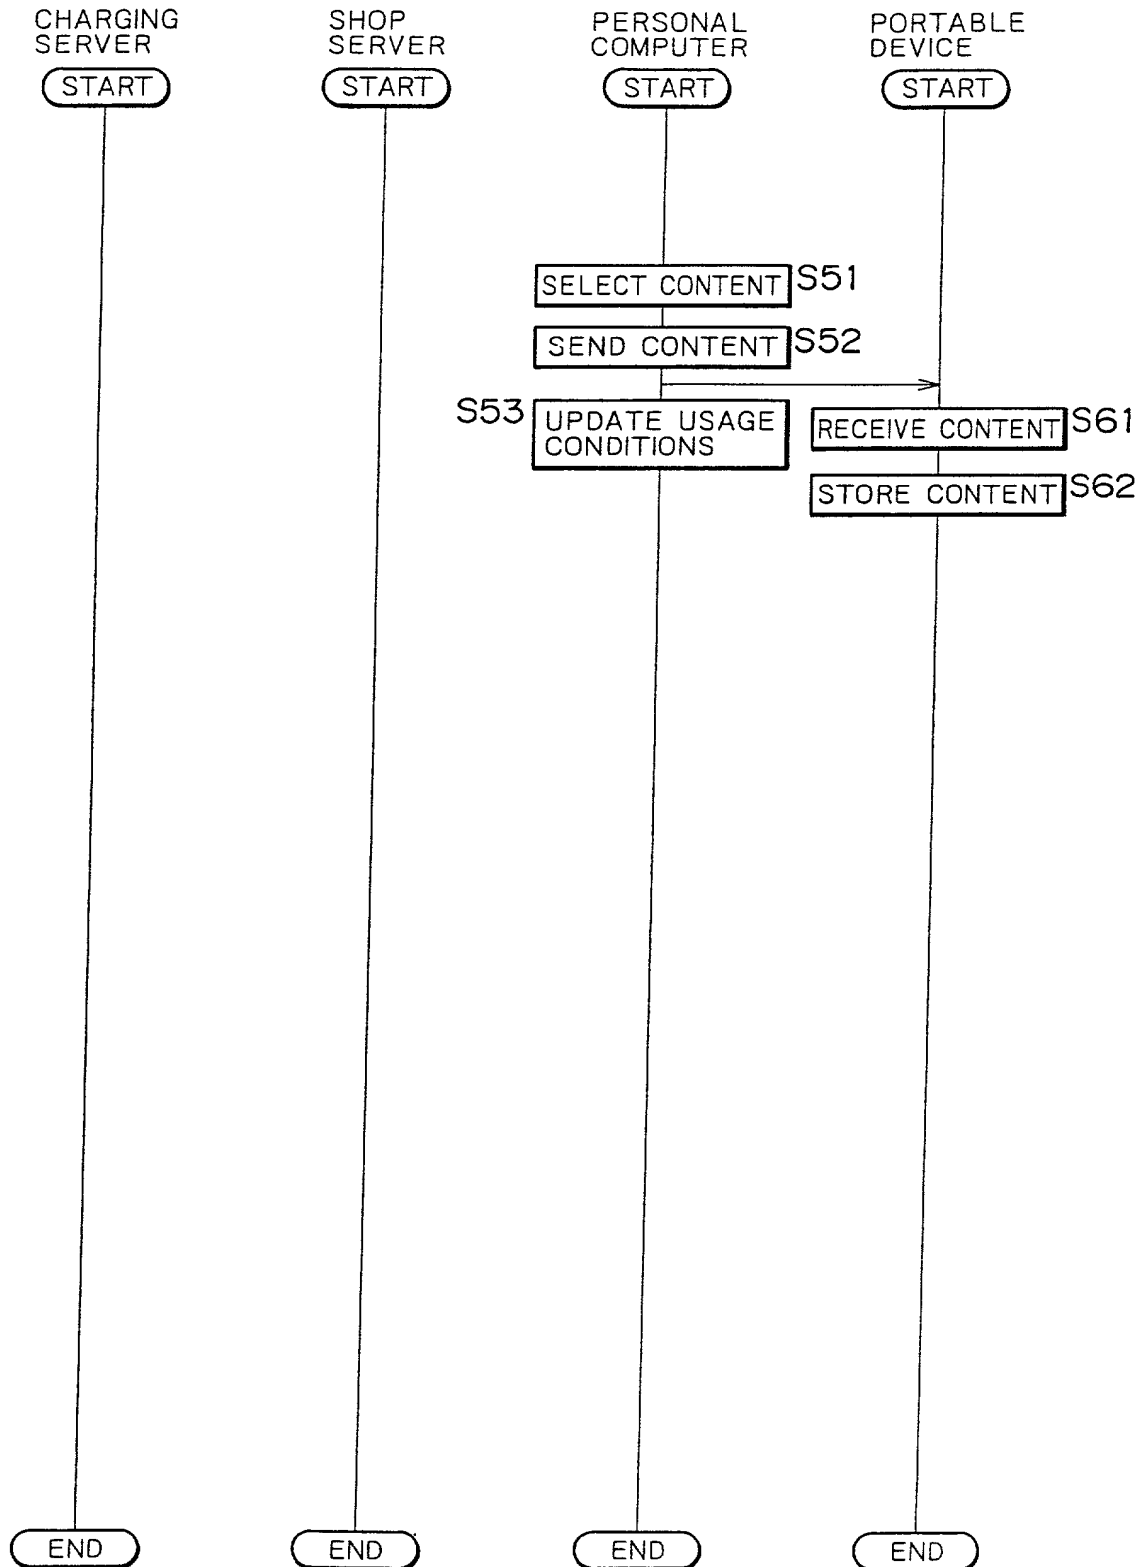 CHARGING
SERVER
SHOP
SERVER
PERSONAL
COMPUTER
PORTABLE
DEVICE
START
START
START
START
SELECT CONTENT
S51
SEND CONTENT
S52
S53
UPDATE USAGE
CONDITIONS
RECEIVE CONTENT
S61
STORE CONTENT
S62
END
END
END
END